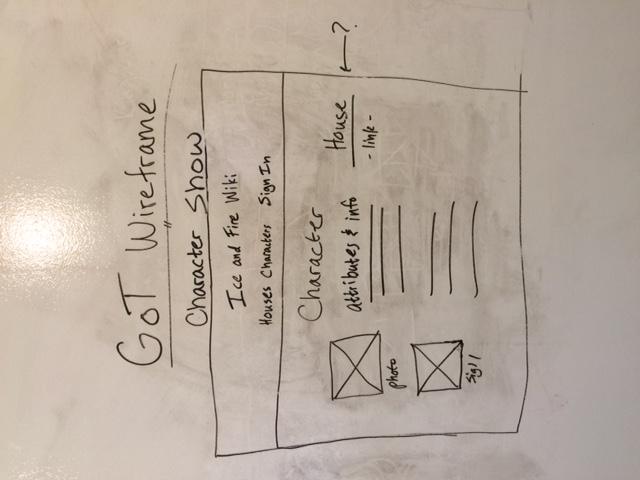 GoT Wireframe
Character Show
Ice and Fire Wiki
Houses Characters Sign In
Character
attributes & info
House
- link -
?
photo
sigil